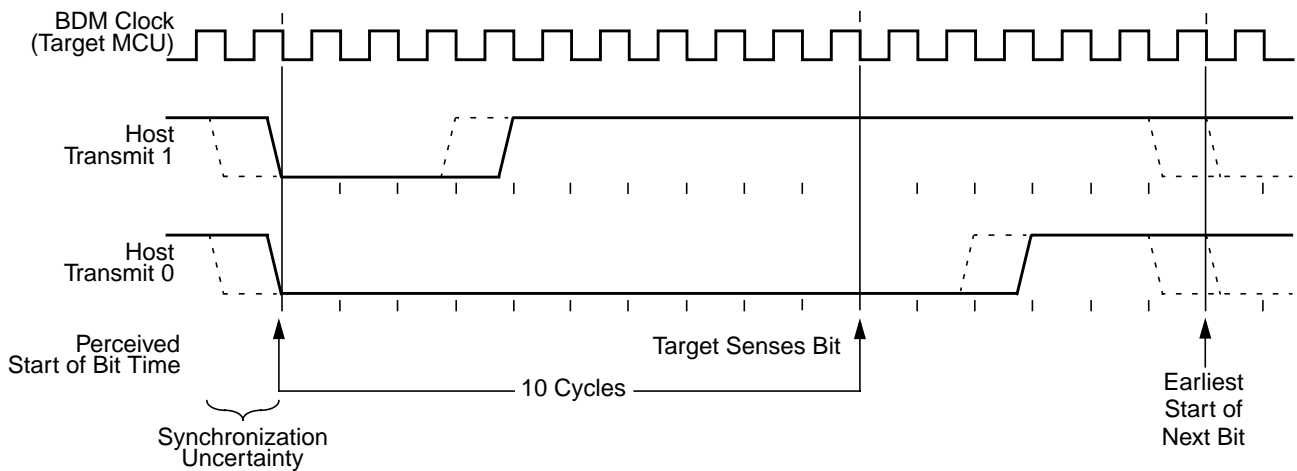 BDM Clock
(Target MCU)
Host
Transmit 1
Host
Transmit 0
Perceived
Start of Bit Time
Target Senses Bit
10 Cycles
Earliest
Start of
Next Bit
Synchronization
Uncertainty